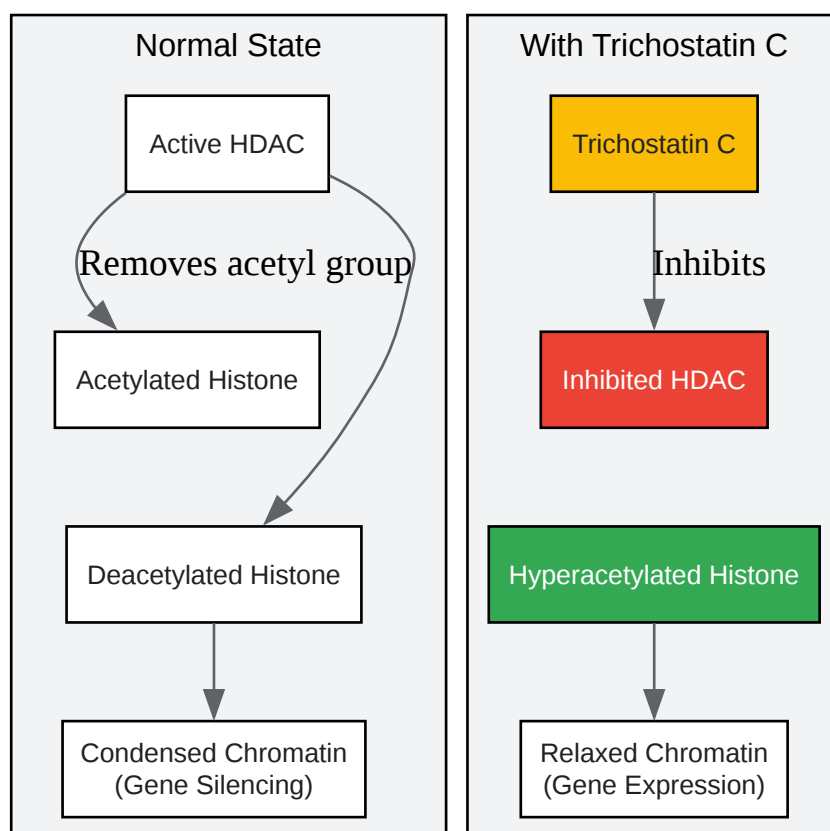 Normal State
Active HDAC
Removes acetyl group
Acetylated Histone
Deacetylated Histone
Condensed Chromatin
(Gene Silencing)
With Trichostatin C
Trichostatin C
Inhibits
Inhibited HDAC
Hyperacetylated Histone
Relaxed Chromatin
(Gene Expression)